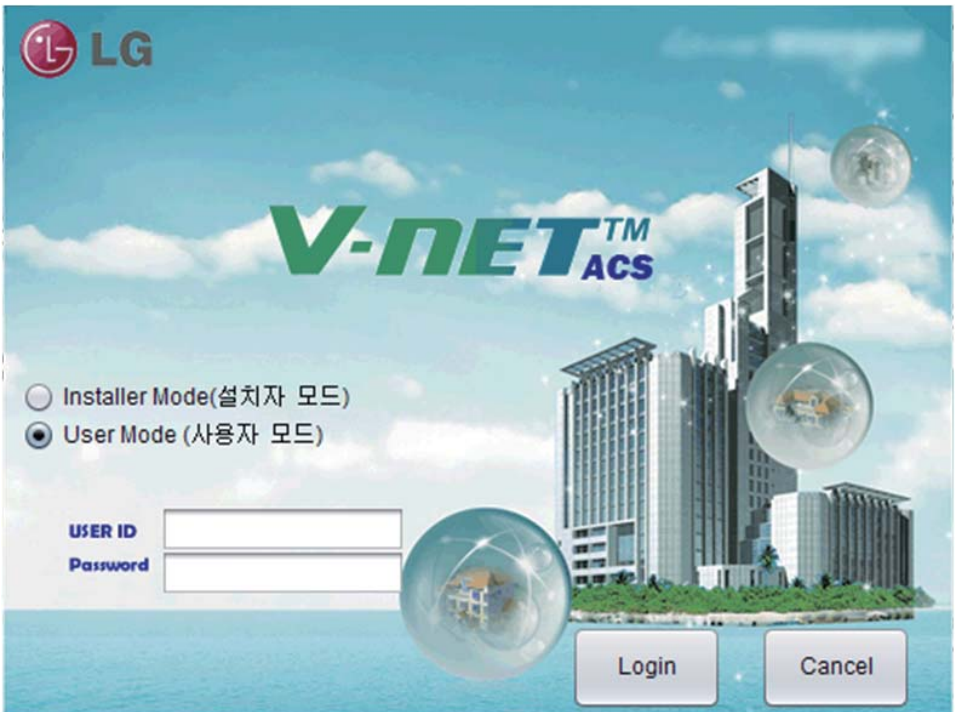 LG
V-NET™
ACS
Installer Mode(설치자 모드)
User Mode (사용자 모드)
USER ID
Password
Login
Cancel